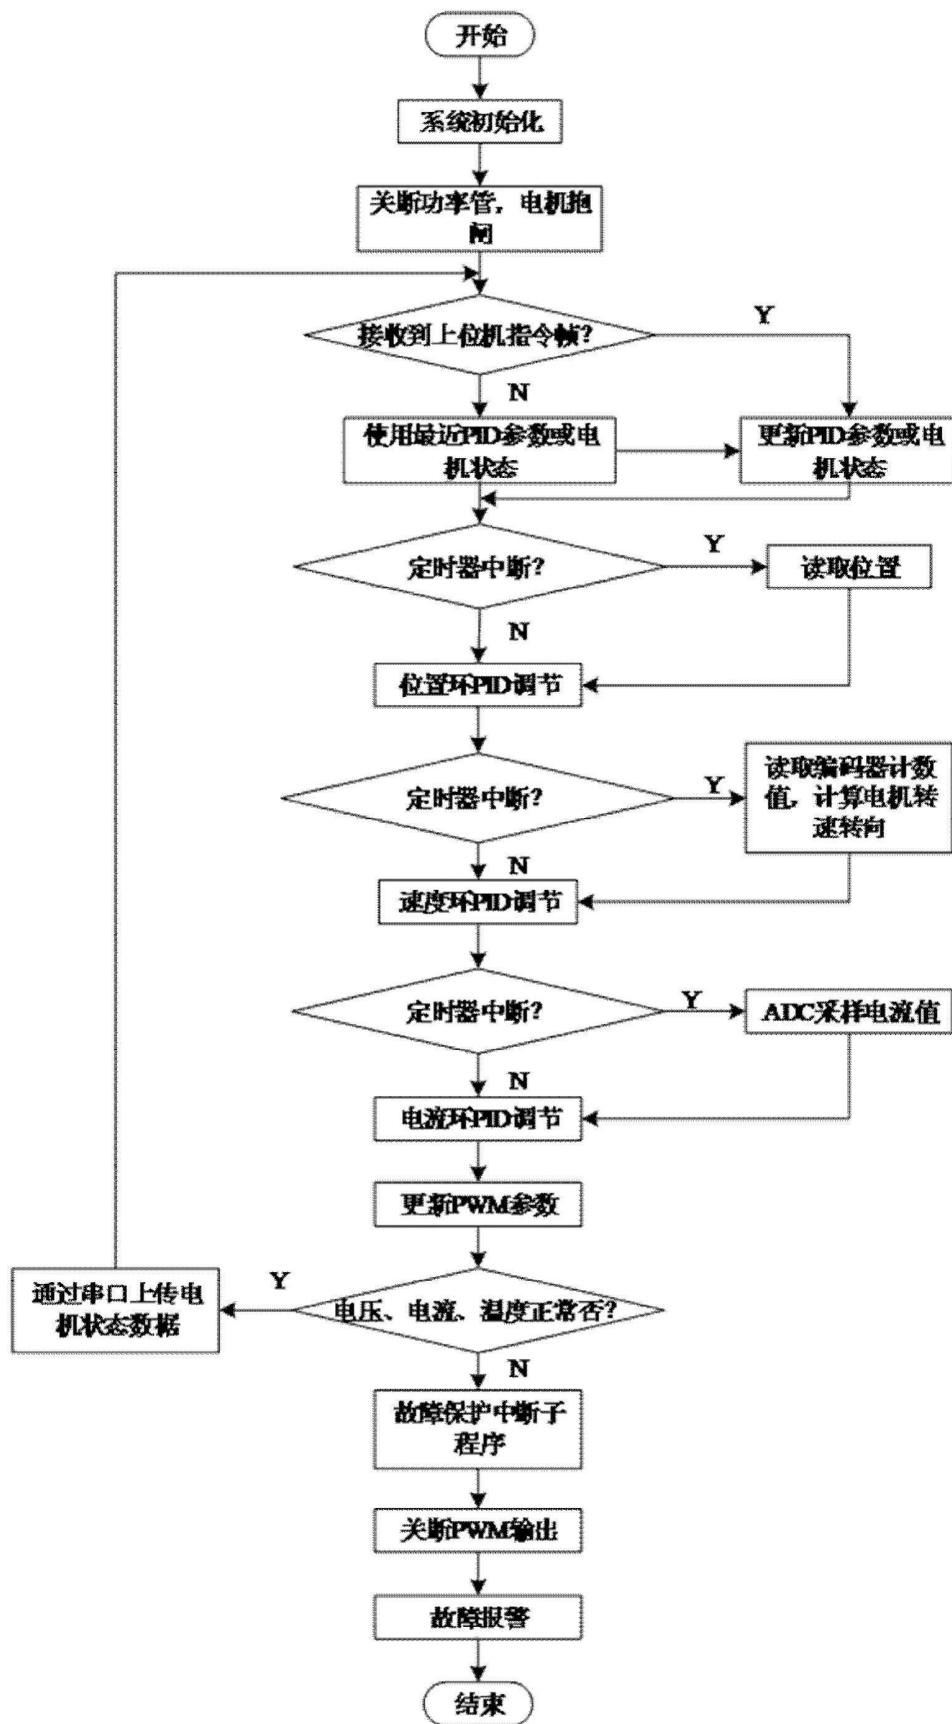 开始
系统初始化
关断功率管，电机抱
闸
接收到上位机指令帧？
Y
N
使用最近PID参数或电
机状态
更新PID参数或电
机状态
定时器中断？
Y
读取位置
N
位置环PID调节
定时器中断？
Y
读取编码器计数
值，计算电机转
速转向
N
速度环PID调节
定时器中断？
Y
ADC采样电流值
N
电流环PID调节
更新PWM参数
电压、电流、温度正常否？
Y
通过串口上传电
机状态数据
N
故障保护中断子
程序
关断PWM输出
故障报警
结束